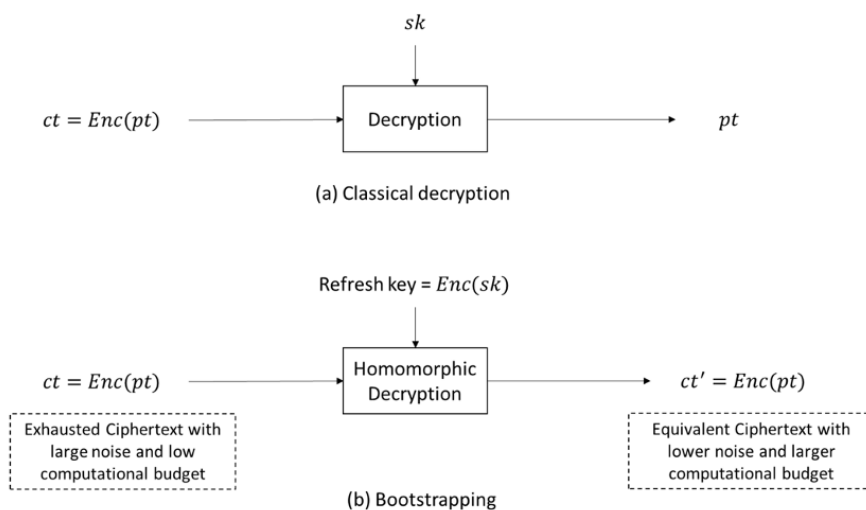 sk
ct = Enc(pt)
Decryption
pt
(a) Classical decryption
Refresh key = Enc(sk)
ct = Enc(pt)
Homomorphic
Decryption
ct′ = Enc(pt)
Exhausted Ciphertext with
large noise and low
computational budget
Equivalent Ciphertext with
lower noise and larger
computational budget
(b) Bootstrapping